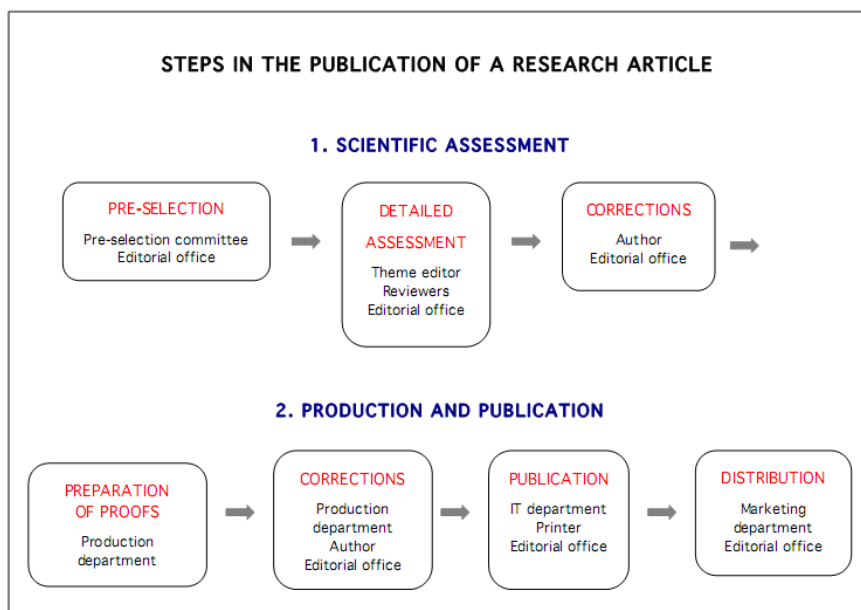 STEPS IN THE PUBLICATION OF A RESEARCH ARTICLE
1. SCIENTIFIC ASSESSMENT
PRE-SELECTION
Pre-selection committee
Editorial office
DETAILED
ASSESSMENT
Theme editor
Reviewers
Editorial office
CORRECTIONS
Author
Editorial office
2. PRODUCTION AND PUBLICATION
PREPARATION
OF PROOFS
Production
department
CORRECTIONS
Production
department
Author
Editorial office
PUBLICATION
IT department
Printer
Editorial office
DISTRIBUTION
Marketing
department
Editorial office